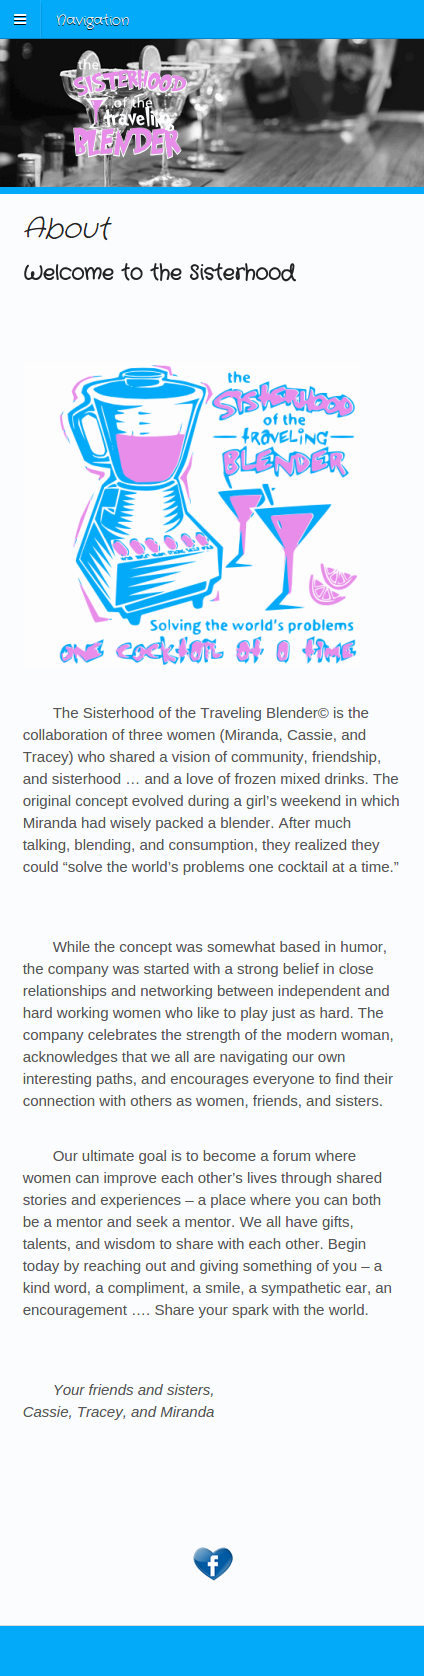 Navigation
the
SISTERHOOD
of the
traveling
BLENDER
About
Welcome to the Sisterhood
the
SISTERHOOD
of the
TRAVELING
BLENDER
Solving the world's problems
ONE COCKTAIL AT A TIME
The Sisterhood of the Traveling Blender© is the
collaboration of three women (Miranda, Cassie, and
Tracey) who shared a vision of community, friendship,
and sisterhood … and a love of frozen mixed drinks. The
original concept evolved during a girl’s weekend in which
Miranda had wisely packed a blender. After much
talking, blending, and consumption, they realized they
could “solve the world’s problems one cocktail at a time.”
While the concept was somewhat based in humor,
the company was started with a strong belief in close
relationships and networking between independent and
hard working women who like to play just as hard. The
company celebrates the strength of the modern woman,
acknowledges that we all are navigating our own
interesting paths, and encourages everyone to find their
connection with others as women, friends, and sisters.
Our ultimate goal is to become a forum where
women can improve each other’s lives through shared
stories and experiences – a place where you can both
be a mentor and seek a mentor. We all have gifts,
talents, and wisdom to share with each other. Begin
today by reaching out and giving something of you – a
kind word, a compliment, a smile, a sympathetic ear, an
encouragement …. Share your spark with the world.
Your friends and sisters,
Cassie, Tracey, and Miranda
f